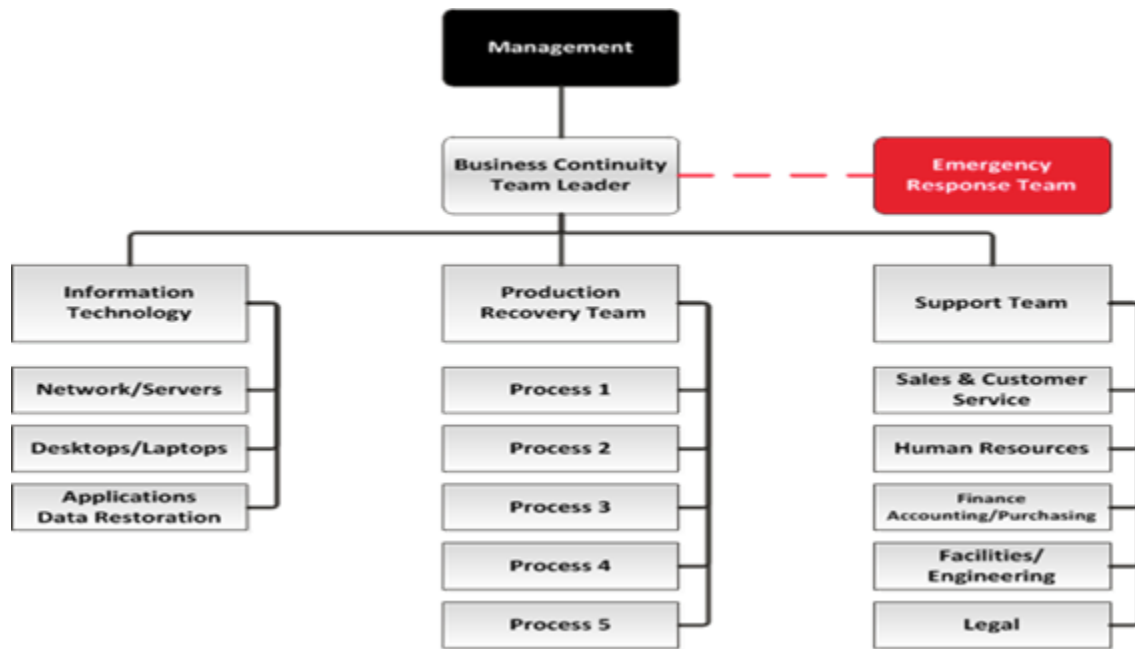 Management
Business Continuity
Team Leader
Emergency
Response Team
Information
Technology
Production
Recovery Team
Support Team
Network/Servers
Process 1
Sales & Customer
Service
Desktops/Laptops
Process 2
Human Resources
Applications
Data Restoration
Process 3
Finance
Accounting/Purchasing
Process 4
Facilities/
Engineering
Process 5
Legal